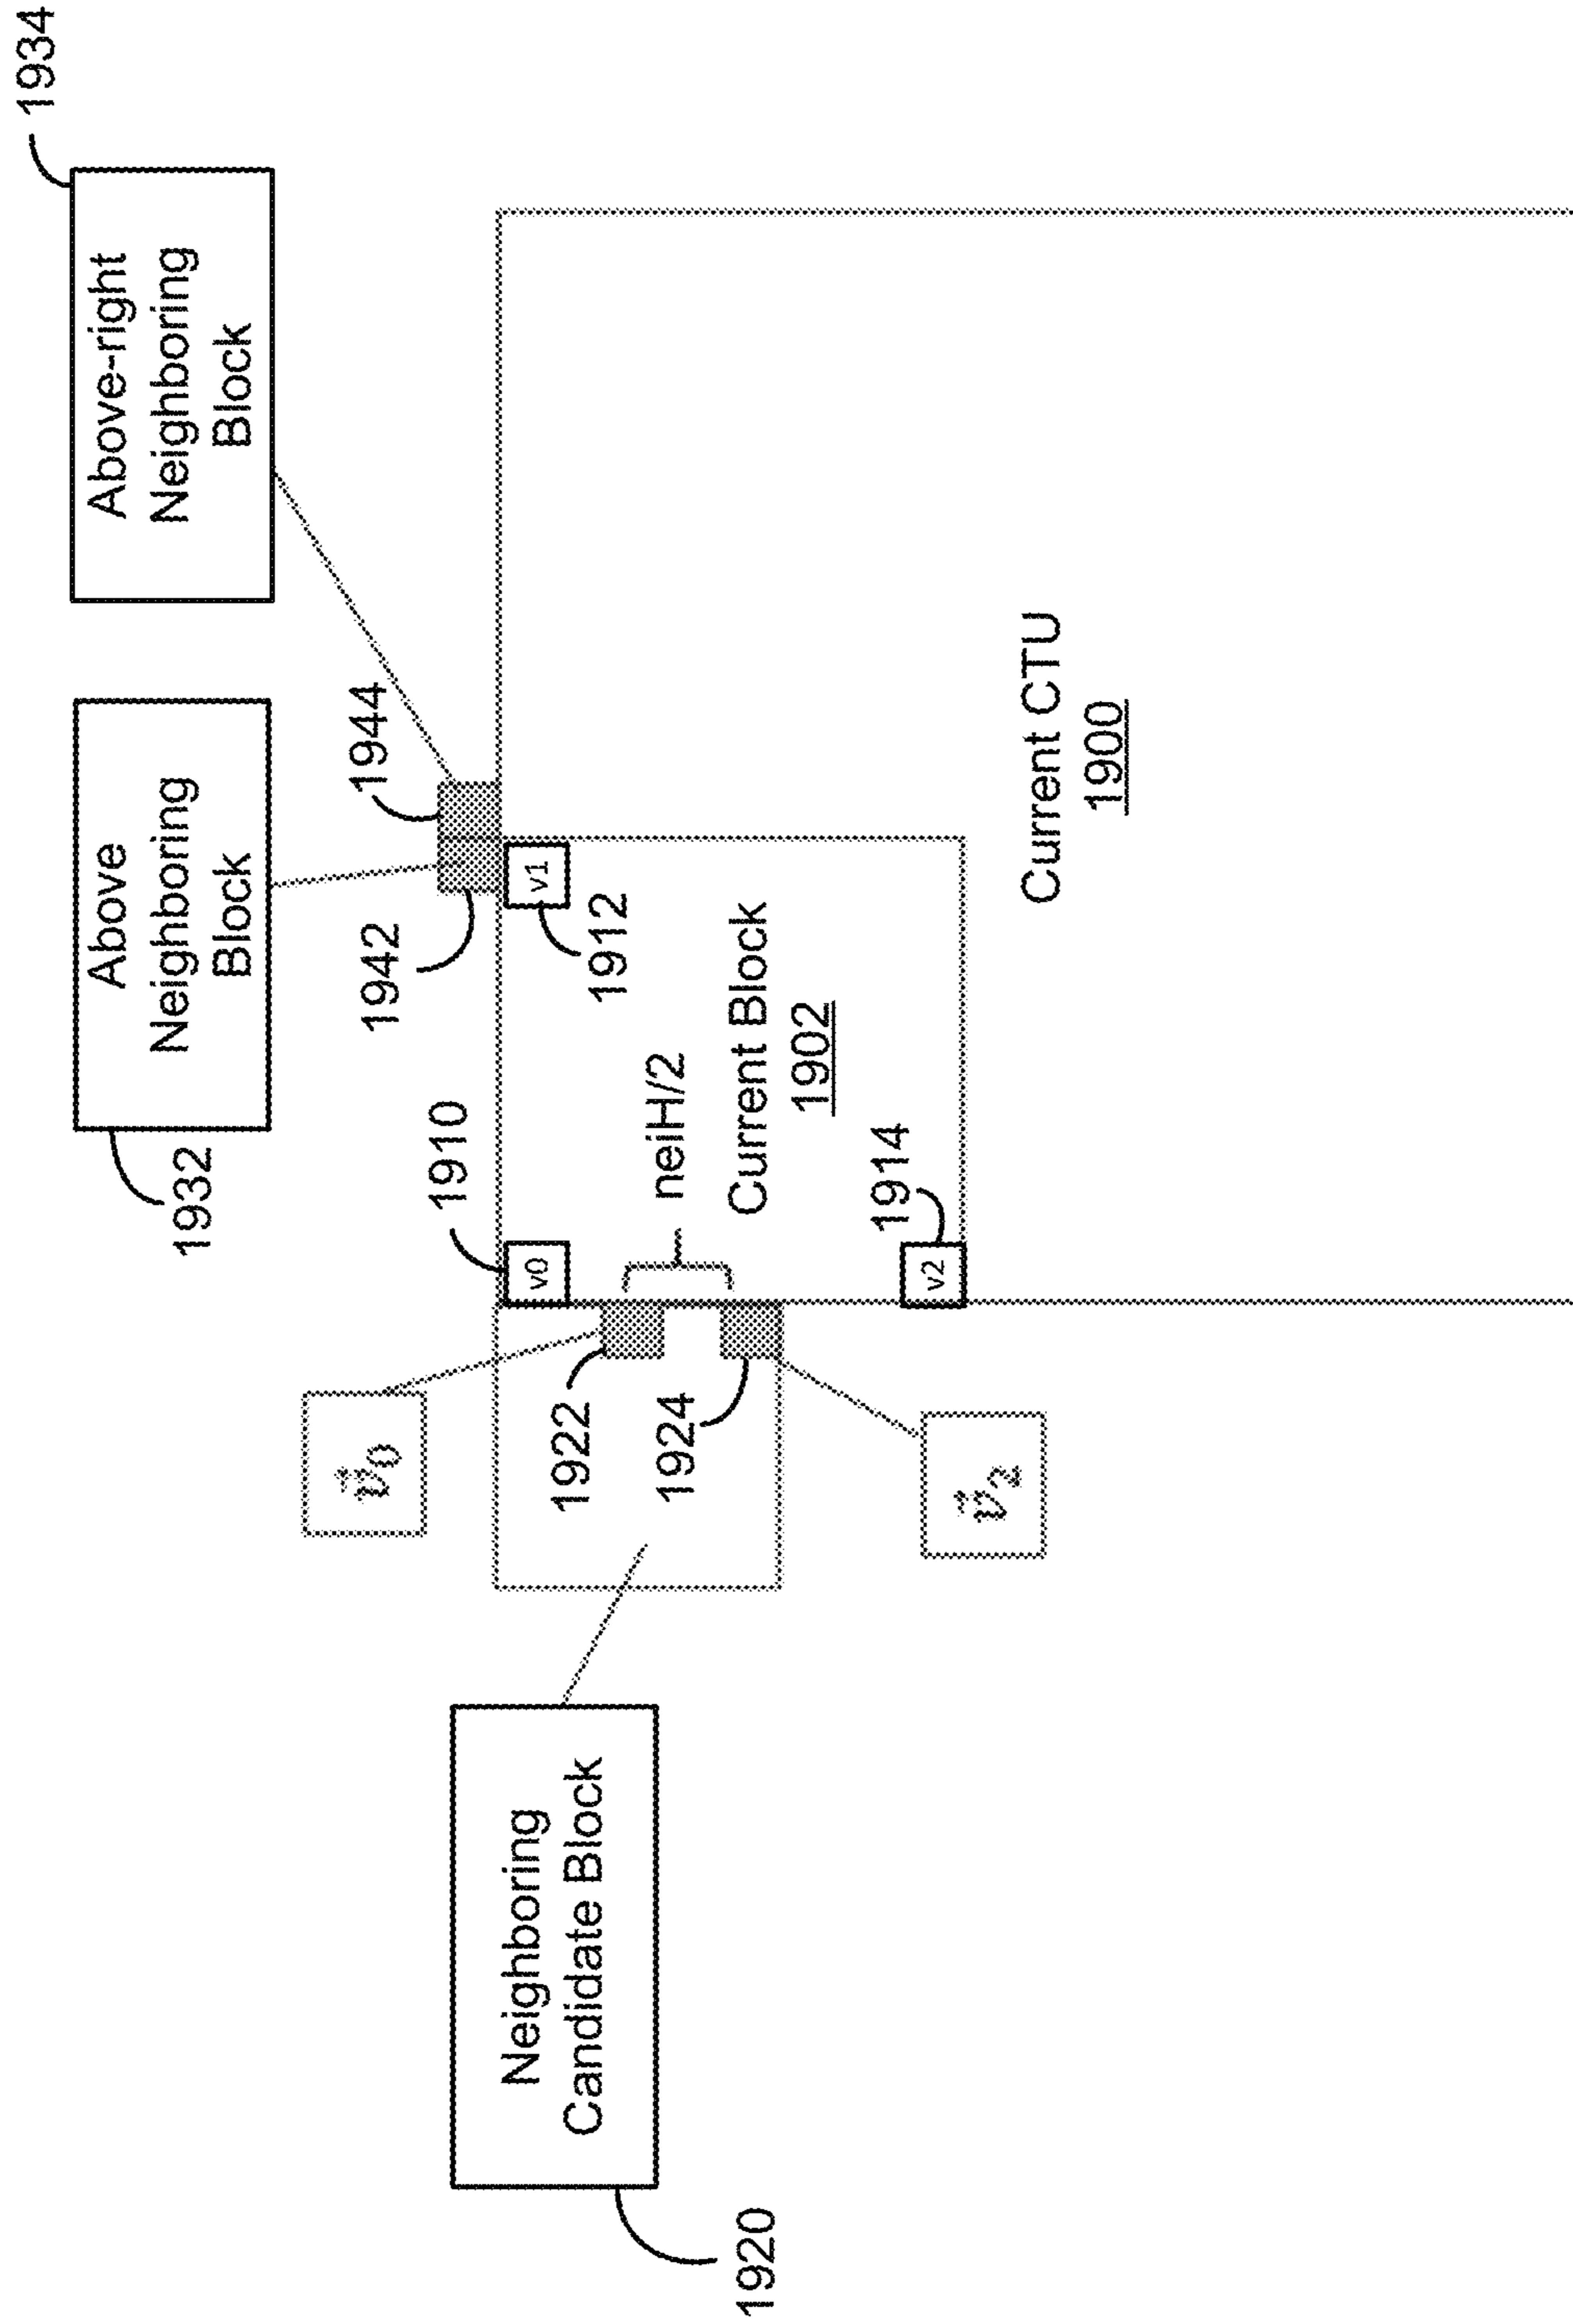 1934
Above
Neighboring
Block
Above-right
Neighboring
Block
1932
1944
1942
1910
v⃗0
v0
v1
1912
1922
neiH/2
1924
Current Block
1902
Neighboring
Candidate Block
1920
1914
v2
v⃗2
Current CTU
1900